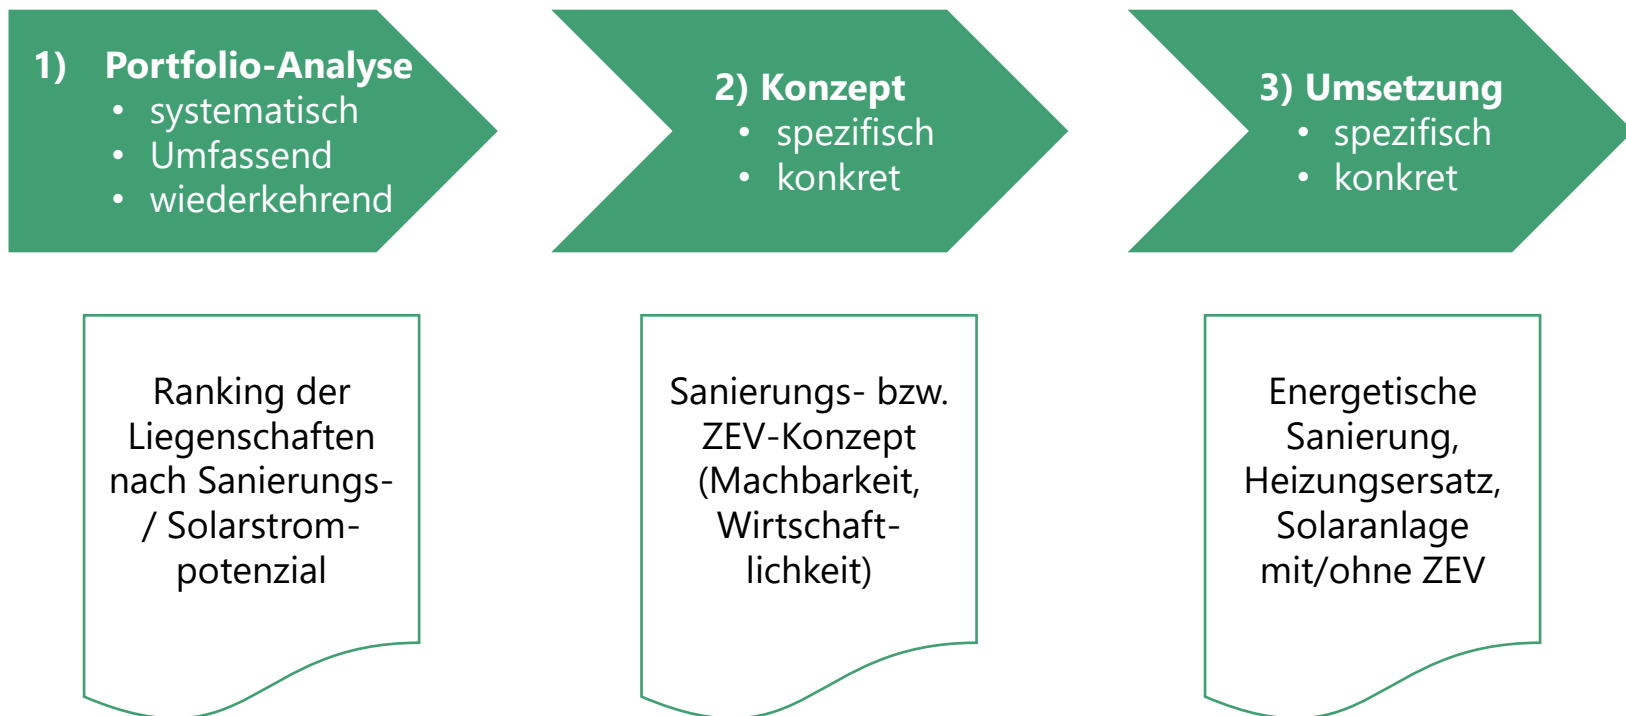 1) Portfolio-Analyse
• systematisch
• Umfassend
• wiederkehrend
2) Konzept
• spezifisch
• konkret
3) Umsetzung
• spezifisch
• konkret
Ranking der
Liegenschaften
nach Sanierungs-
/ Solarstrom-
potenzial
Sanierungs- bzw.
ZEV-Konzept
(Machbarkeit,
Wirtschaft-
lichkeit)
Energetische
Sanierung,
Heizungsersatz,
Solaranlage
mit/ohne ZEV